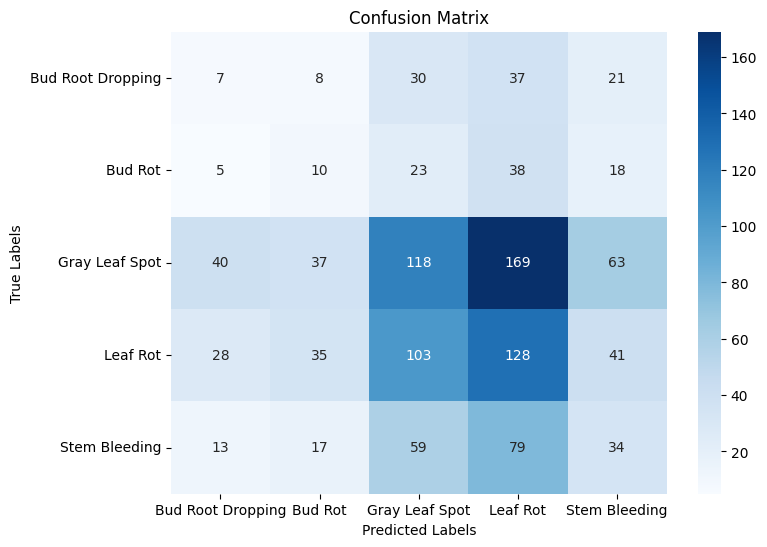 Confusion Matrix
Bud Root Dropping 7 8 30 37 21
Bud Rot 5 10 23 38 18
Gray Leaf Spot 40 37 118 169 63
Leaf Rot 28 35 103 128 41
Stem Bleeding 13 17 59 79 34
Bud Root Dropping Bud Rot Gray Leaf Spot Leaf Rot Stem Bleeding
Predicted Labels
True Labels
160
140
120
100
80
60
40
20